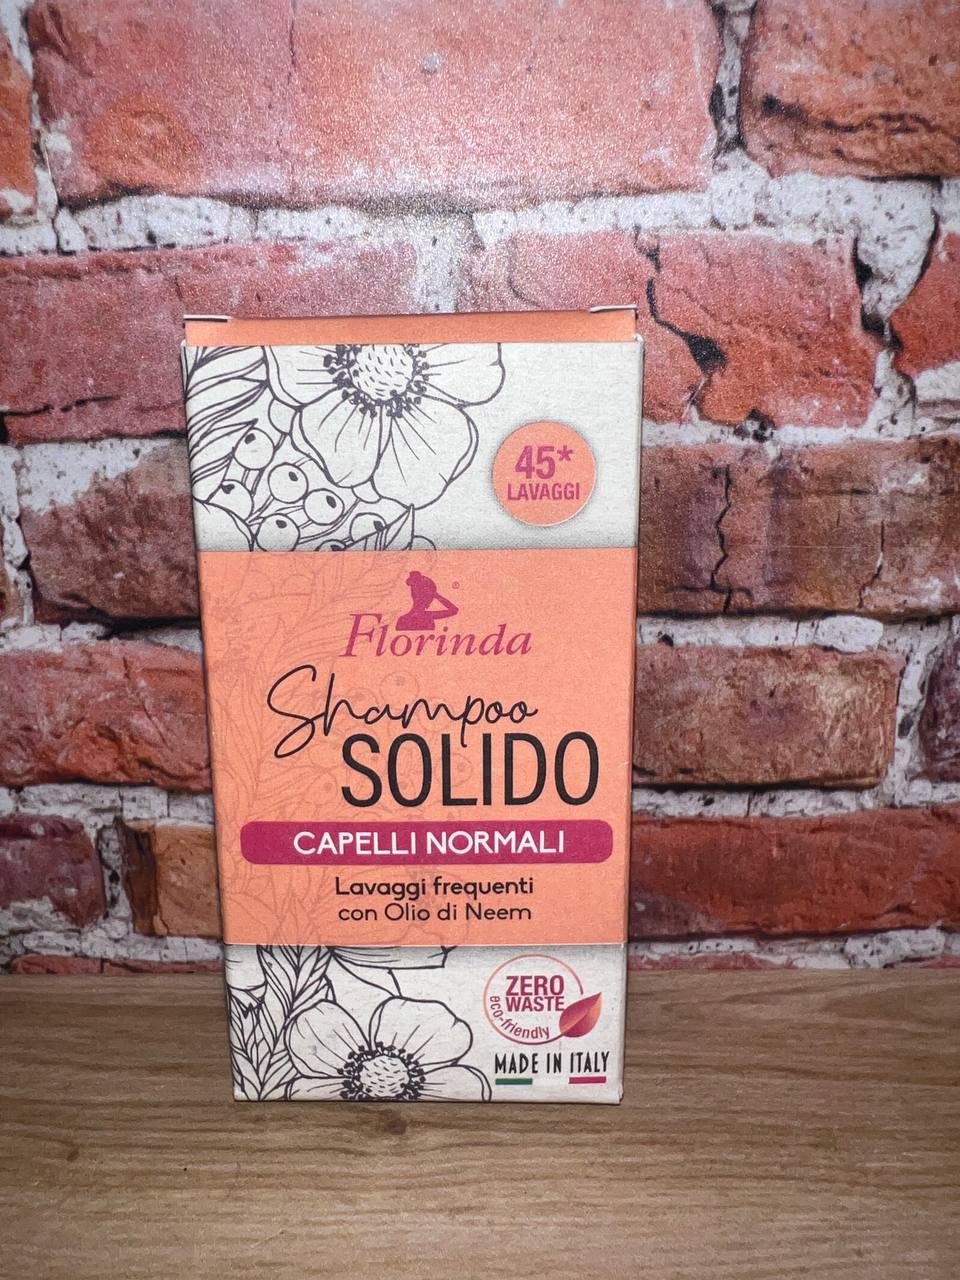 45*
LAVAGGI
Florinda®
Shampoo
SOLIDO
CAPELLI NORMALI
Lavaggi frequenti
con Olio di Neem
ZERO
WASTE
eco-friendly
MADE IN ITALY